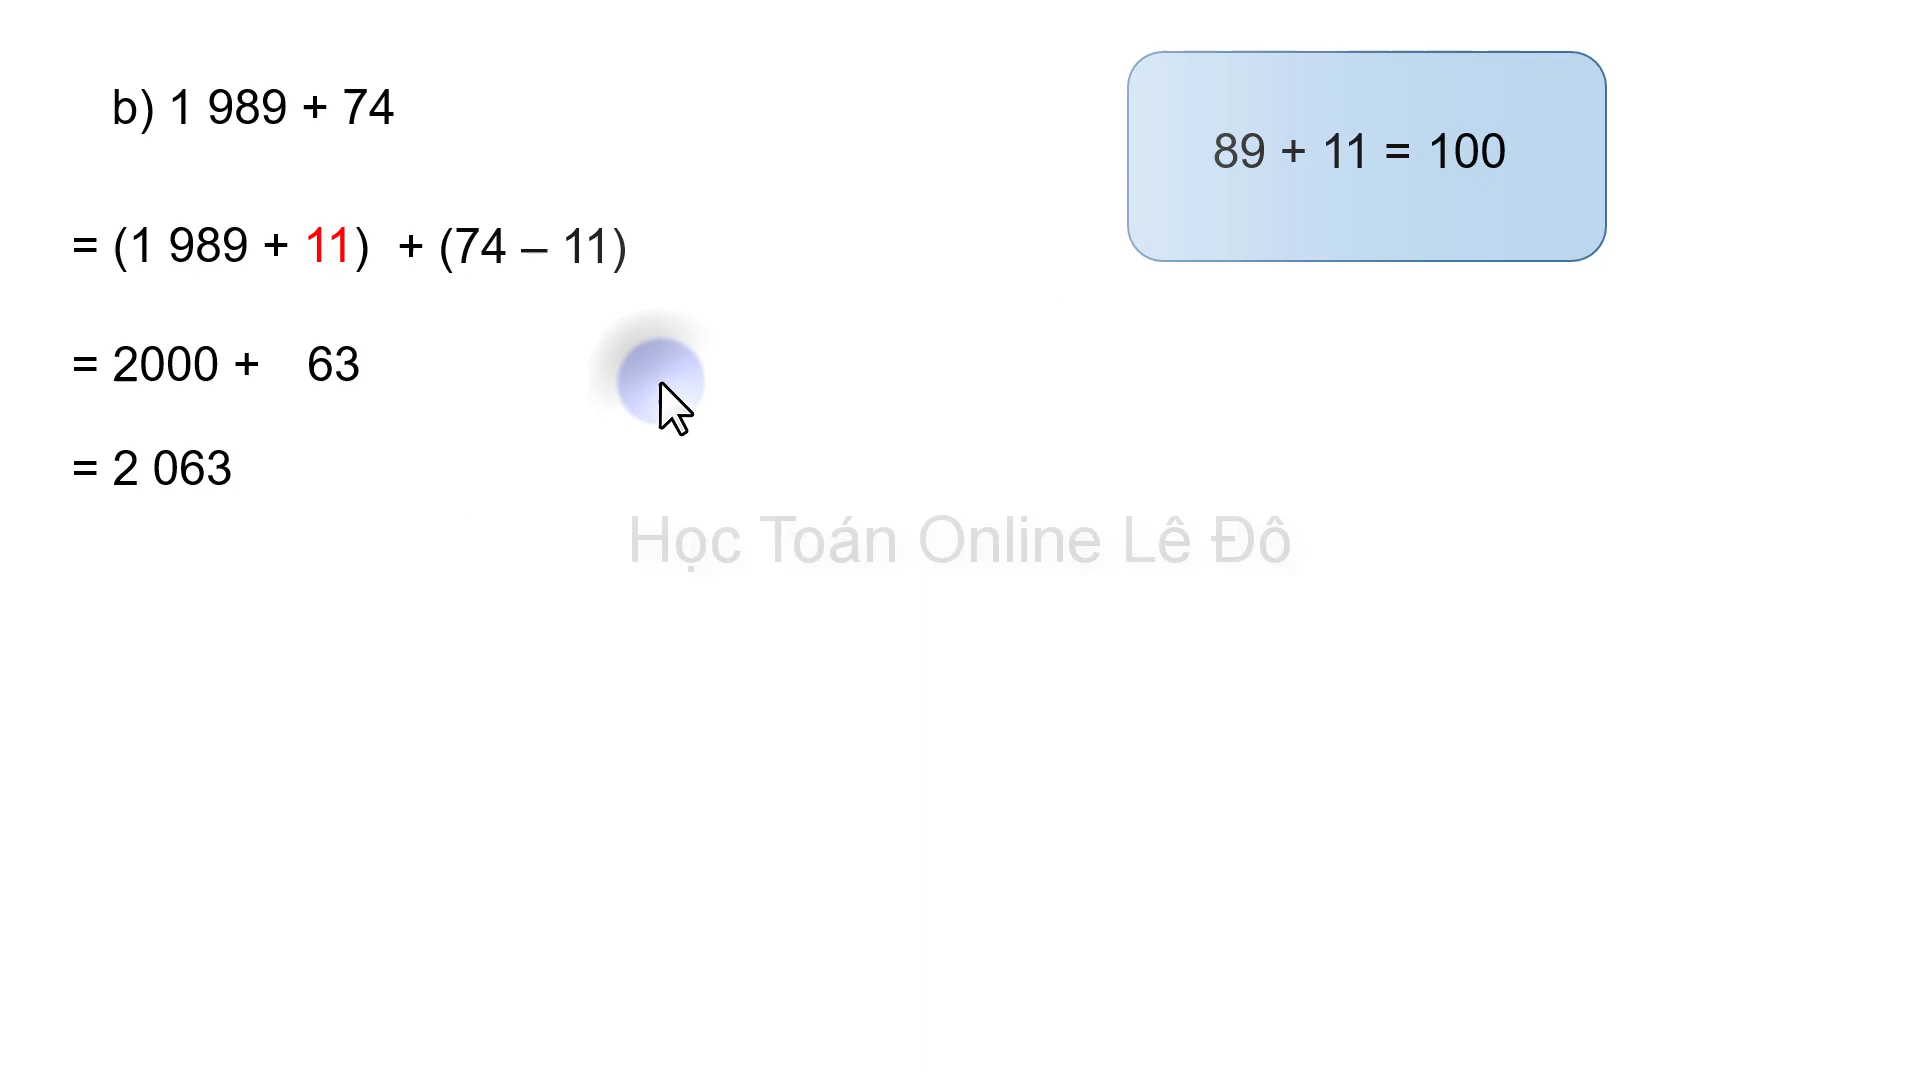 b) 1 989 + 74
89 + 11 = 100
= (1 989 + 11) + (74 – 11)
= 2000 + 63
= 2 063
Học Toán Online Lê Đô